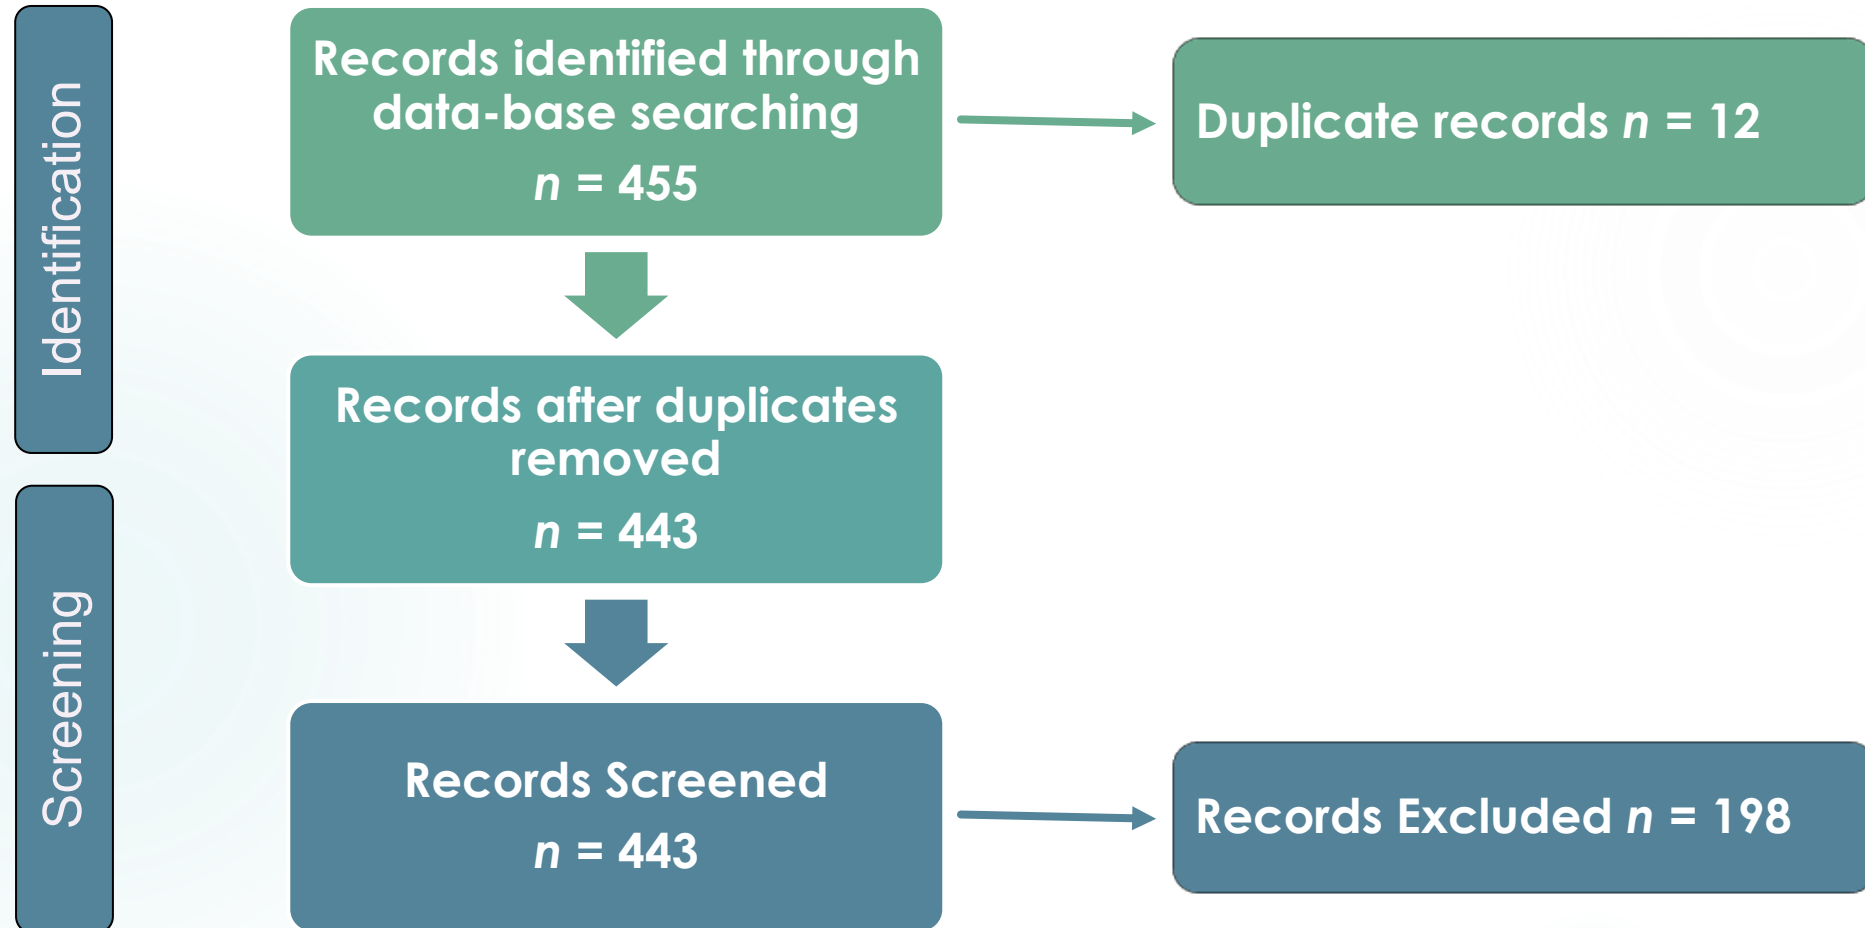 Identification
Records identified through
data-base searching
n = 455
Duplicate records n = 12
Records after duplicates
removed
n = 443
Screening
Records Screened
n = 443
Records Excluded n = 198